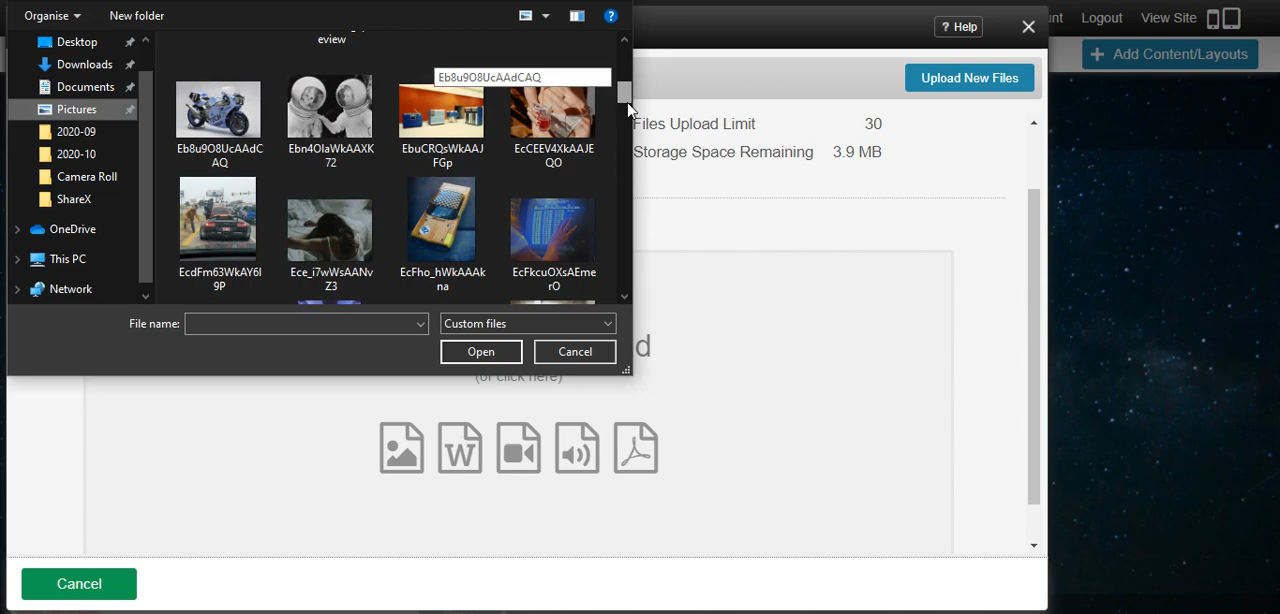 Organise
New folder
?
Desktop
Downloads
Documents
Pictures
2020-09
2020-10
Camera Roll
ShareX
OneDrive
This PC
Network
eview
Eb8u9O8UcAAdCAQ
Eb8u9O8UcAAdC
AQ
Ebn4OlaWkAAXK
72
EbuCRQsWkAAJ
FGp
EcCEEV4XkAAJE
QO
EcdFm63WkAY6I
9P
Ece_i7wWsAANv
Z3
EcFho_hWkAAAk
na
EcFkcuOXsAEme
rO
File name:
Custom files
Open
Cancel
? Help
Logout
View Site
+ Add Content/Layouts
Upload New Files
Files Upload Limit 30
Storage Space Remaining 3.9 MB
(or click here)
W
Cancel